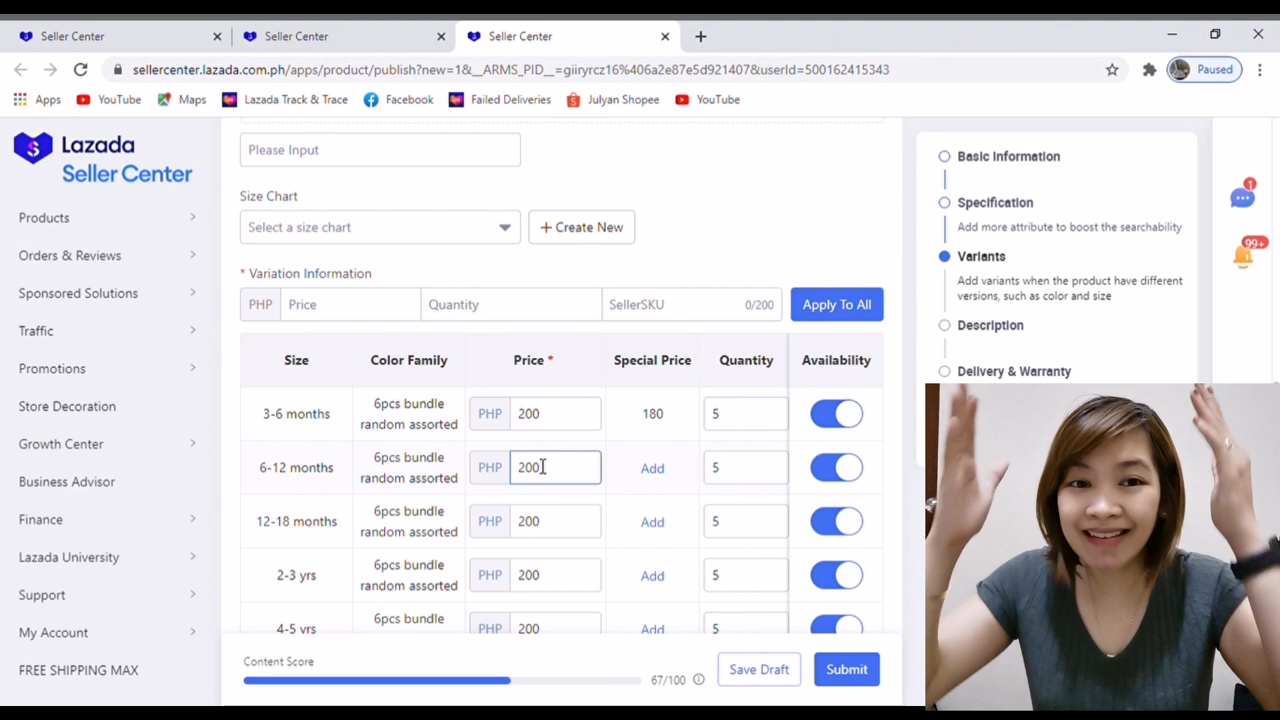 Seller Center
Seller Center
Seller Center
sellercenter.lazada.com.ph/apps/product/publish?new=1&__ARMS_PID__=giiryrcz16%406a2e87e5d921407&userId=500162415343
Paused
Apps
YouTube
Maps
Lazada Track & Trace
Facebook
Failed Deliveries
Julyan Shopee
YouTube
Lazada
Seller Center
Products
Orders & Reviews
Sponsored Solutions
Traffic
Promotions
Store Decoration
Growth Center
Business Advisor
Finance
Lazada University
Support
My Account
FREE SHIPPING MAX
Please Input
Size Chart
Select a size chart
+ Create New
* Variation Information
PHP Price Quantity SellerSKU 0/200 Apply To All
Size Color Family Price * Special Price Quantity Availability
3-6 months 6pcs bundle random assorted PHP 200 180 5
6-12 months 6pcs bundle random assorted PHP 200 Add 5
12-18 months 6pcs bundle random assorted PHP 200 Add 5
2-3 yrs 6pcs bundle random assorted PHP 200 Add 5
4-5 yrs 6pcs bundle PHP 200 Add 5
Content Score
67/100
Save Draft
Submit
Basic Information
Specification
Add more attribute to boost the searchability
Variants
Add variants when the product have different
versions, such as color and size
Description
Delivery & Warranty
1
99+